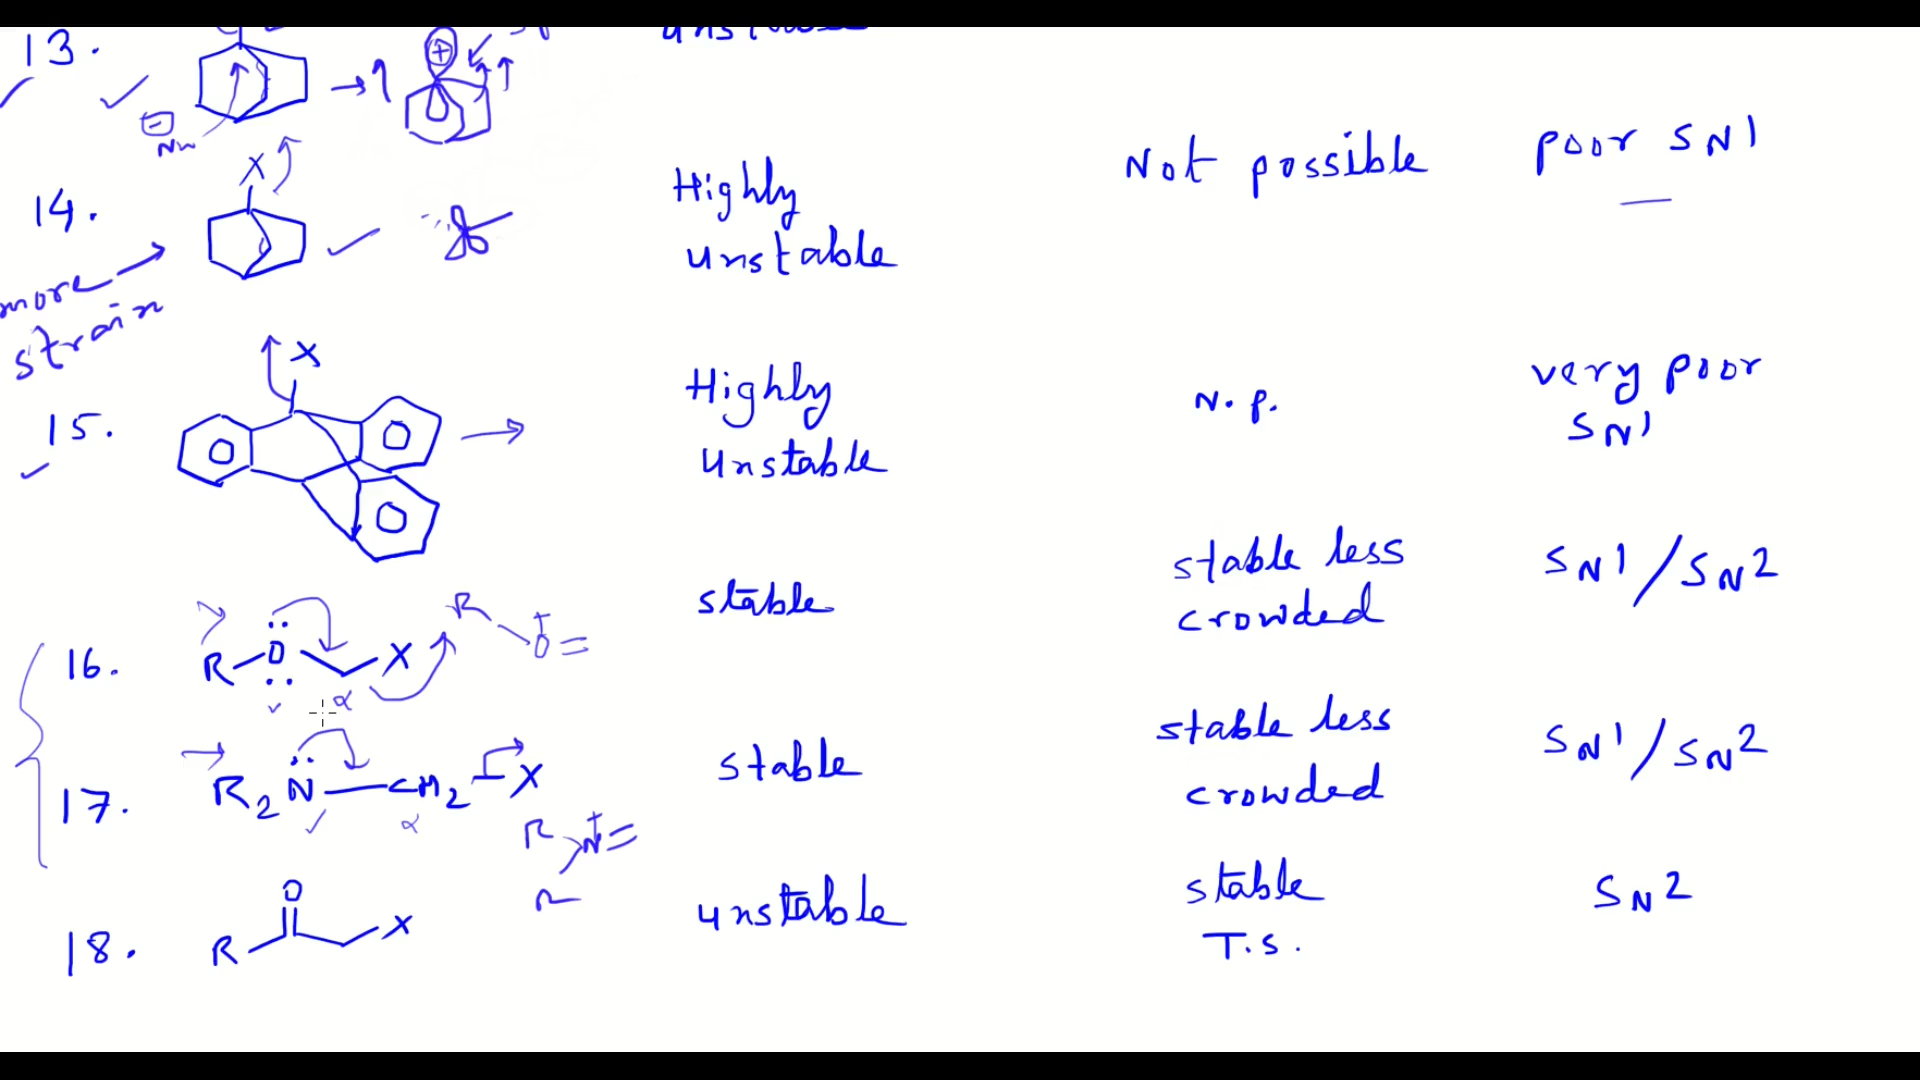 13.
⊕
⊖
Nu
unstable
14.
X
Highly
unstable
Not possible
poor SN1
more
strain
15.
X
Highly
unstable
N.P.
very poor
SN1
16.
R-O-X
α
R-O+=
stable
stable less
crowded
SN1/SN2
17.
R2N-CH2-X
α
R
N+=
R
stable
stable less
crowded
SN1/SN2
18.
O
R X
unstable
stable
T.S.
SN2